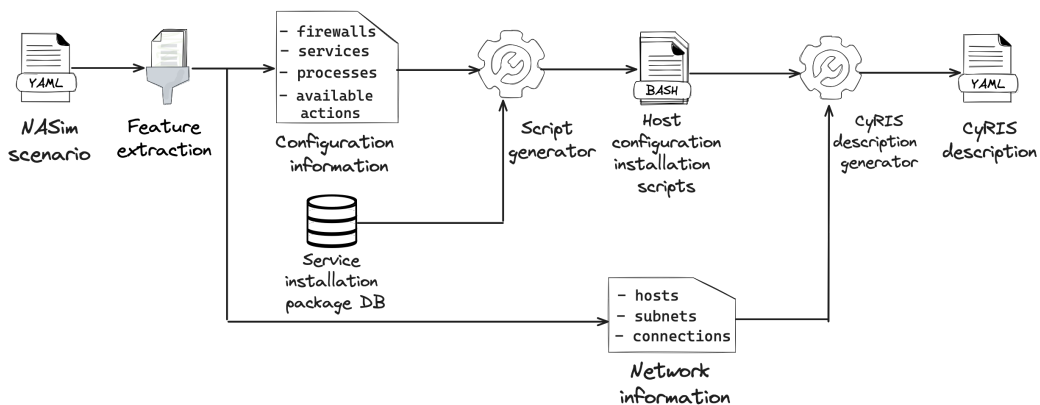 YAML
NASim
scenario
Feature
extraction
- firewalls
- services
- processes
- available
actions
Configuration
information
Service
installation
package DB
Script
generator
BASH
Host
configuration
installation
scripts
- hosts
- subnets
- connections
Network
information
CyRIS
description
generator
YAML
CyRIS
description